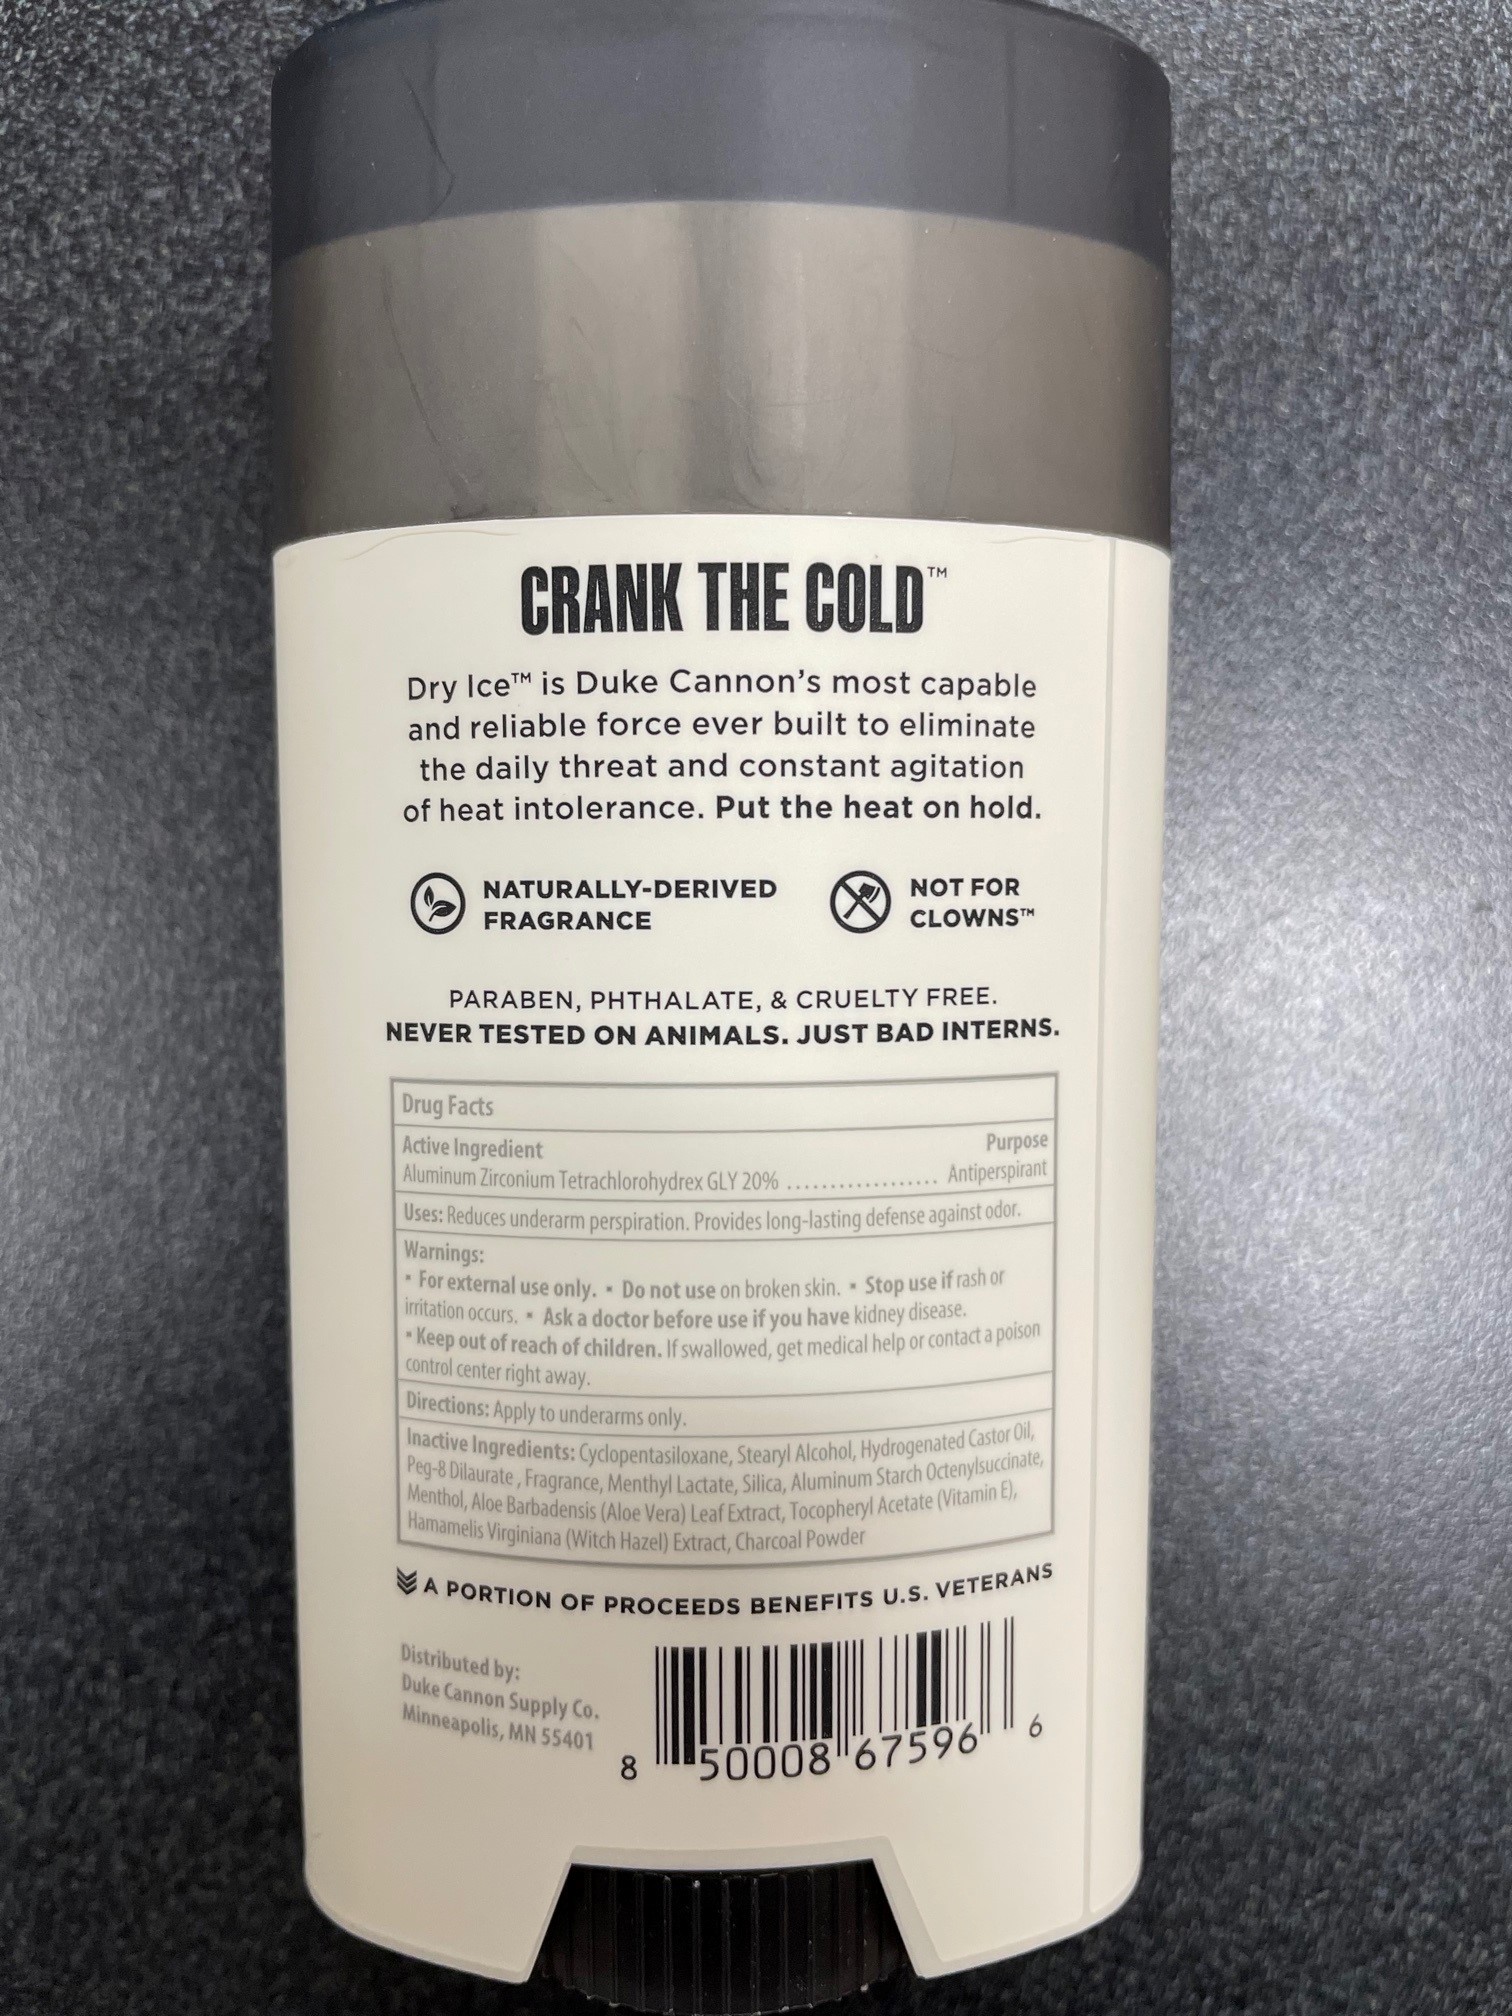 CRANK THE COLD™
Dry Ice™ is Duke Cannon's most capable
and reliable force ever built to eliminate
the daily threat and constant agitation
of heat intolerance. Put the heat on hold.
NATURALLY-DERIVED
FRAGRANCE
NOT FOR
CLOWNS™
PARABEN, PHTHALATE, & CRUELTY FREE.
NEVER TESTED ON ANIMALS. JUST BAD INTERNS.
Drug Facts
Active Ingredient Purpose
Aluminum Zirconium Tetrachlorohydrex GLY 20% .................. Antiperspirant
Uses: Reduces underarm perspiration. Provides long-lasting defense against odor.
Warnings:
▪ For external use only. ▪ Do not use on broken skin. ▪ Stop use if rash or
irritation occurs. ▪ Ask a doctor before use if you have kidney disease.
▪ Keep out of reach of children. If swallowed, get medical help or contact a poison
control center right away.
Directions: Apply to underarms only.
Inactive Ingredients: Cyclopentasiloxane, Stearyl Alcohol, Hydrogenated Castor Oil,
Peg-8 Dilaurate , Fragrance, Menthyl Lactate, Silica, Aluminum Starch Octenylsuccinate,
Menthol, Aloe Barbadensis (Aloe Vera) Leaf Extract, Tocopheryl Acetate (Vitamin E),
Hamamelis Virginiana (Witch Hazel) Extract, Charcoal Powder
A PORTION OF PROCEEDS BENEFITS U.S. VETERANS
Distributed by:
Duke Cannon Supply Co.
Minneapolis, MN 55401
8 50008 67596 6